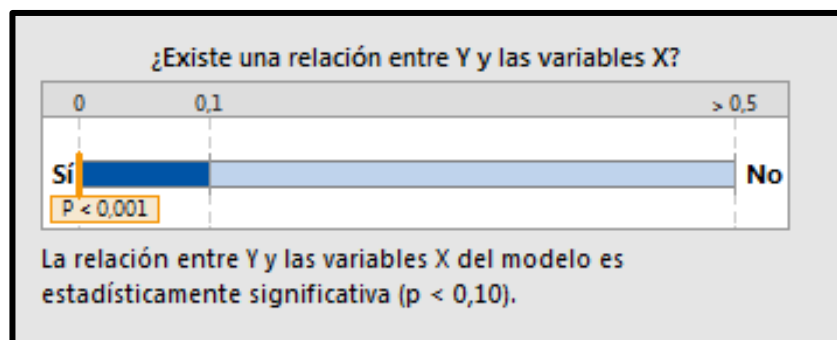 ¿Existe una relación entre Y y las variables X?
0 0,1 > 0,5
Sí No
P < 0,001
La relación entre Y y las variables X del modelo es
estadísticamente significativa (p < 0,10).